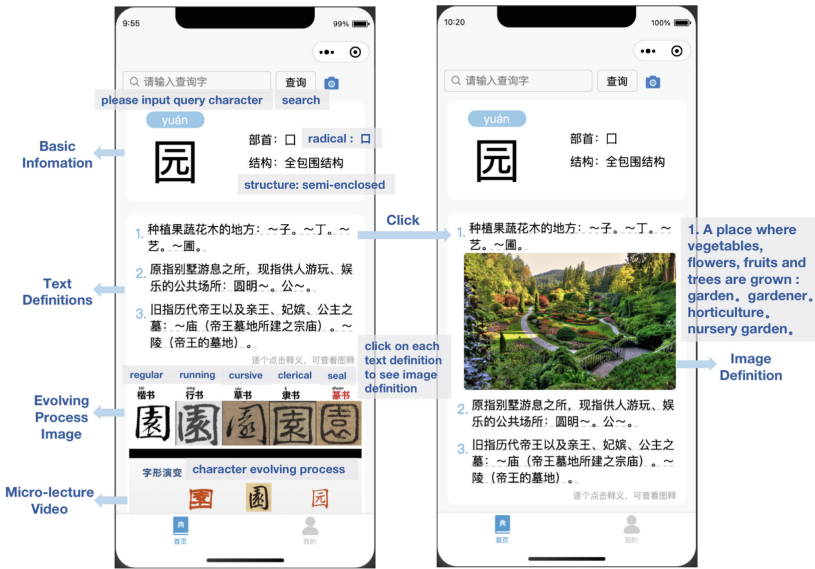 9:55
99%
请输入查询字
查询
please input query character
search
yuán
园
部首：囗
radical：口
结构：全包围结构
structure: semi-enclosed
Basic
Infomation
1. 种植果蔬花木的地方：～子。～丁。～
艺。～圃。
2. 原指别墅游息之所，现指供人游玩、娱
乐的公共场所：圆明～。公～。
3. 旧指历代帝王以及亲王、妃嫔、公主之
墓：～庙（帝王墓地所建之宗庙）。～
陵（帝王的墓地）.
逐个点击释义，可查看图释
Text
Definitions
click on each
text definition
to see image
definition
regular
running
cursive
clerical
seal
楷书
行书
草书
隶书
篆书
園
園
園
園
園
Evolving
Process
Image
字形演变
character evolving process
園
园
Micro-lecture
Video
首页
我的
Click
10:20
100%
请输入查询字
查询
yuán
园
部首：囗
结构：全包围结构
1. 种植果蔬花木的地方：～子。～丁。～
艺。～圃。
1. A place where
vegetables,
flowers, fruits and
trees are grown :
garden。gardener。
horticulture。
nursery garden。
Image
Definition
2. 原指别墅游息之所，现指供人游玩、娱
乐的公共场所：圆明～。公～。
3. 旧指历代帝王以及亲王、妃嫔、公主之
墓：～庙（帝王墓地所建之宗庙）。～
陵（帝王的墓地）.
逐个点击释义，可查看图释
首页
我的